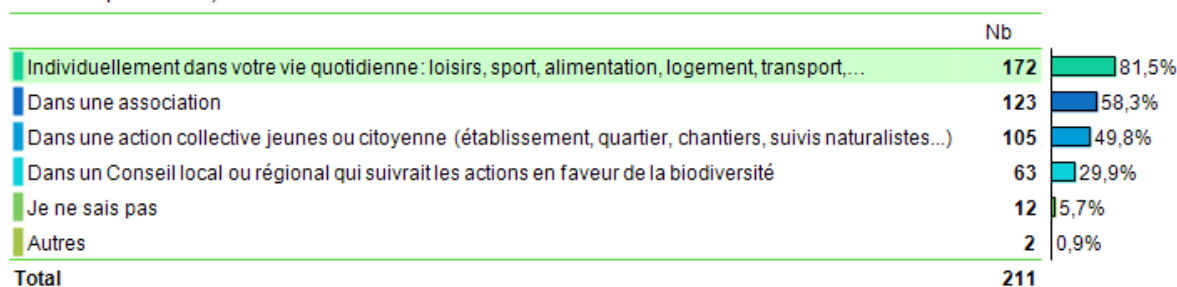 Nb
Individuellement dans votre vie quotidienne: loisirs, sport, alimentation, logement, transport,... 172 81,5%
Dans une association 123 58,3%
Dans une action collective jeunes ou citoyenne (établissement, quartier, chantiers, suivis naturalistes...) 105 49,8%
Dans un Conseil local ou régional qui suivrait les actions en faveur de la biodiversité 63 29,9%
Je ne sais pas 12 5,7%
Autres 2 0,9%
Total 211